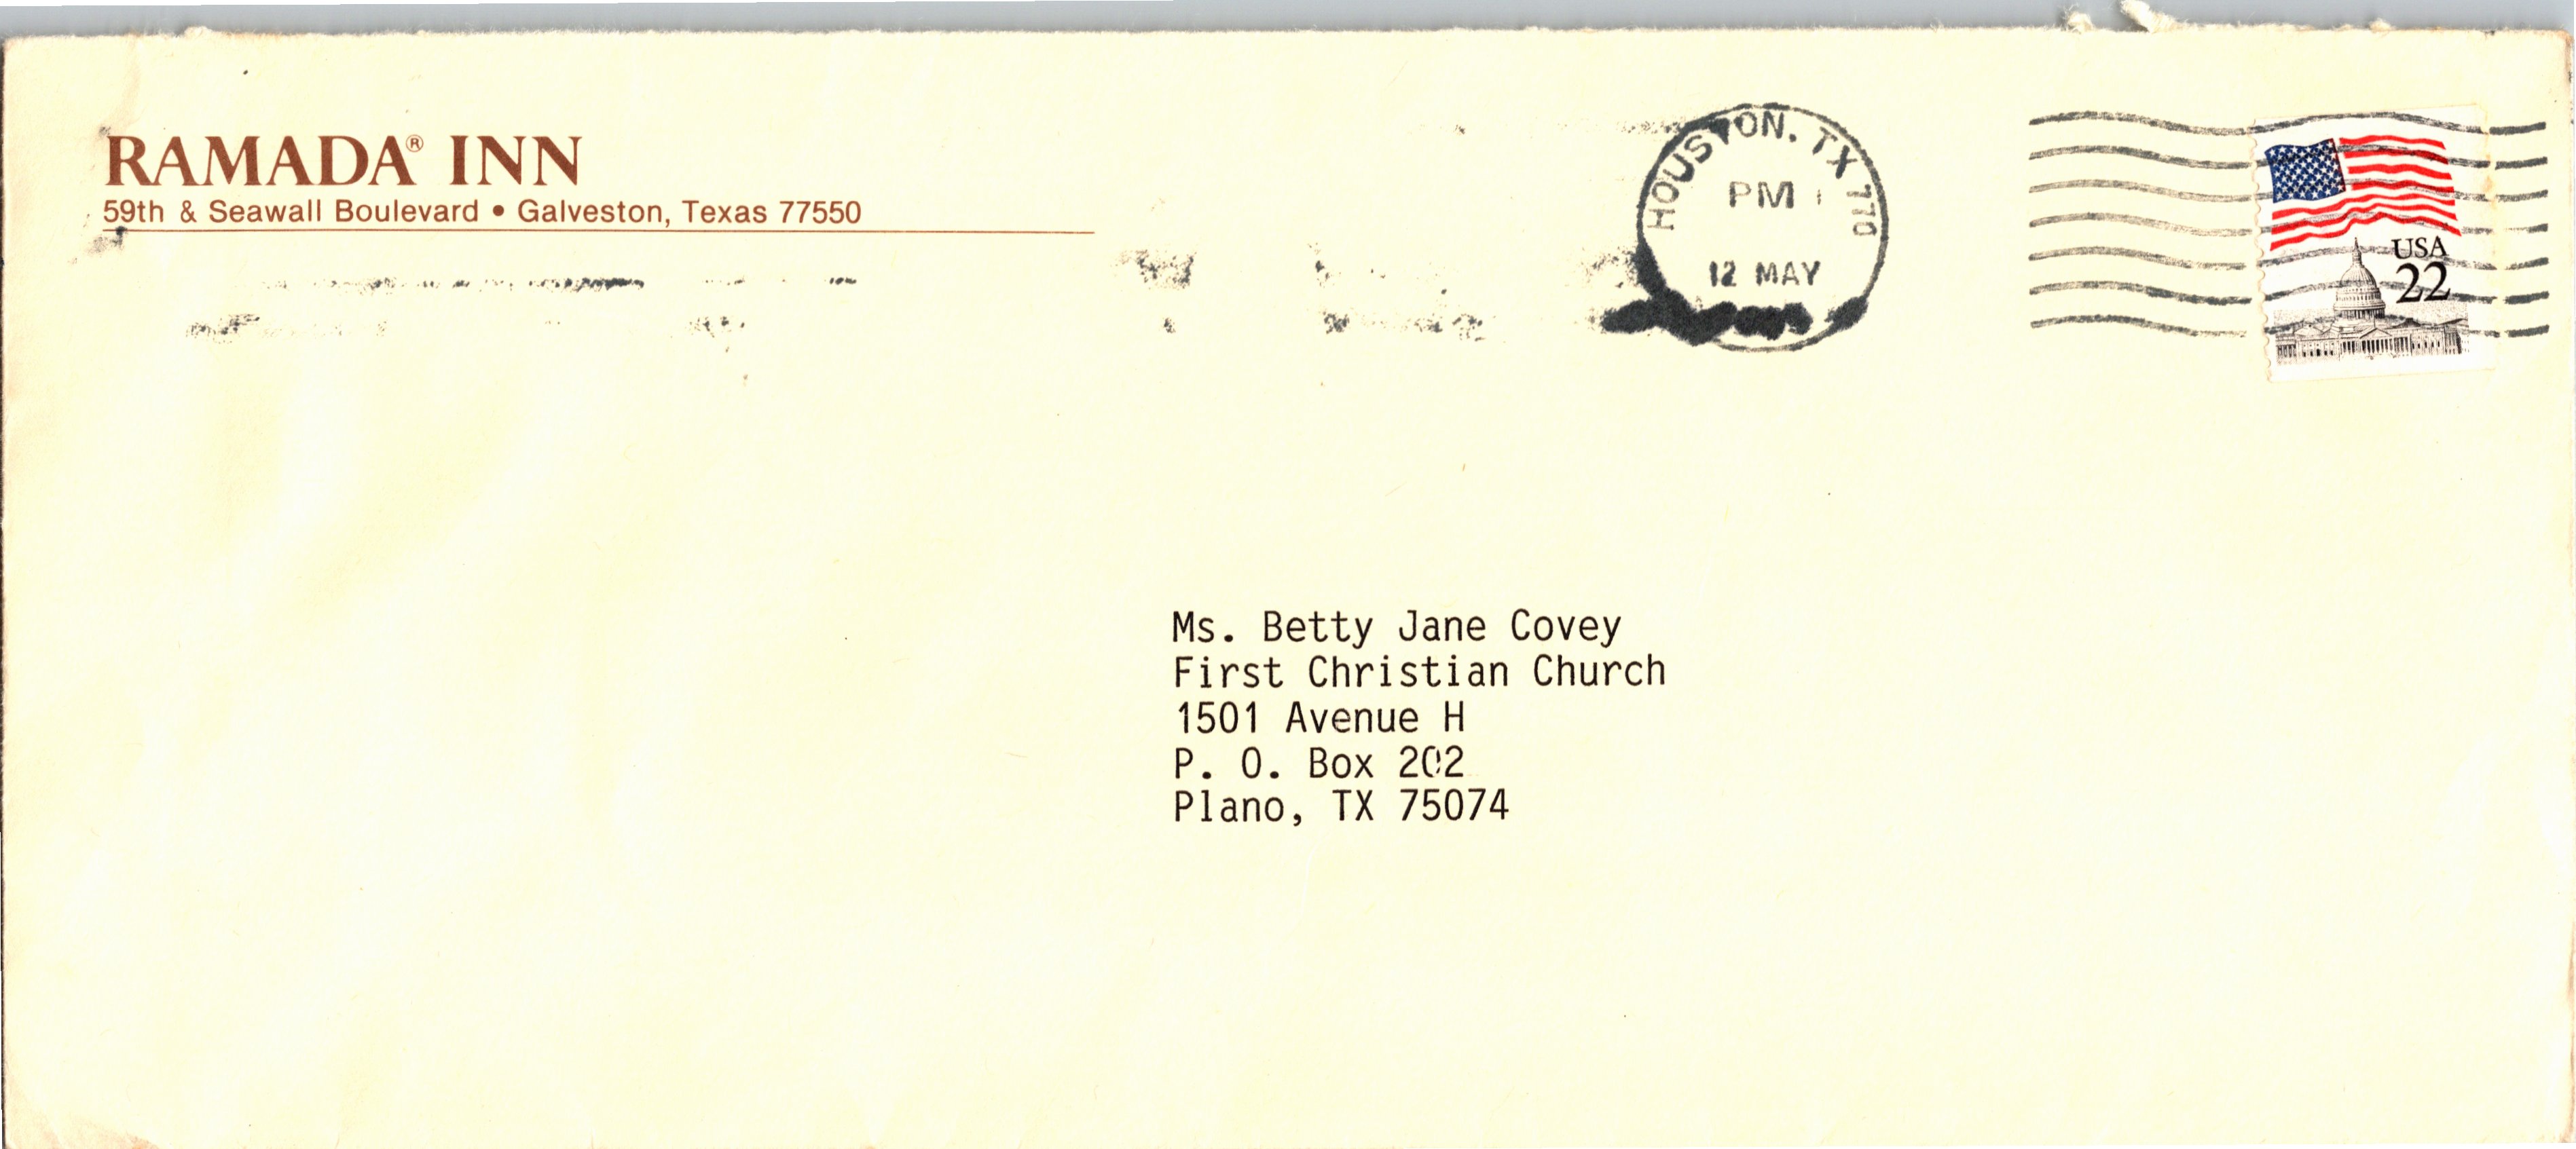 RAMADA® INN
59th & Seawall Boulevard • Galveston, Texas 77550
HOUSTON, TX 770
PM
12 MAY
USA
22
Ms. Betty Jane Covey
First Christian Church
1501 Avenue H
P. O. Box 202
Plano, TX 75074